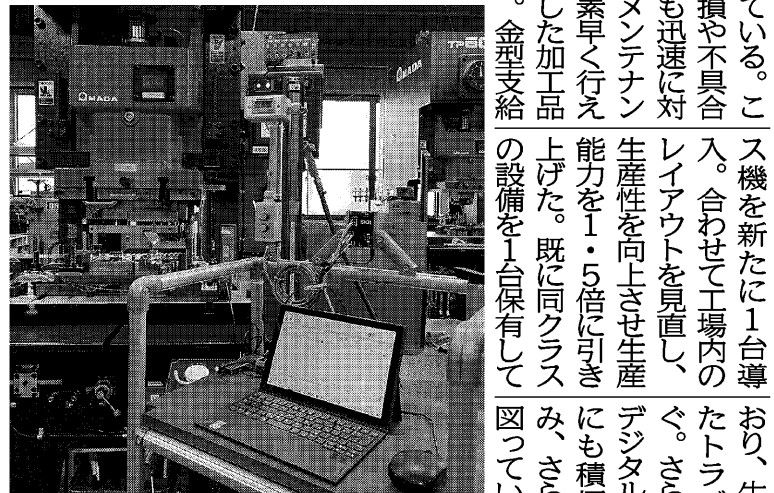 ている。こ
損や不具合
も迅速に対
メンテナン
素早く行え
した加工品
。金型支給
ス機を新たに1台導
入。合わせて工場内の
レイアウトを見直し、
生産性を向上させ生産
能力を1・5倍に引き
上げた。既に同クラス
の設備を1台保有して
おり、生
たトラブ
ぐ。さら
デジタル
にも積
み、さら
図ってい
AMADA
AMADA